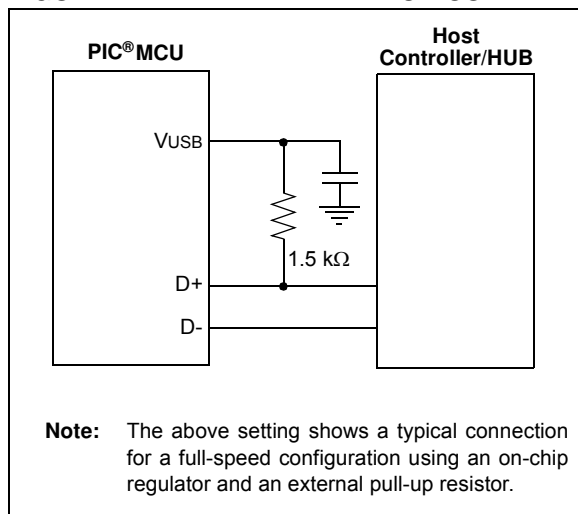 PIC®MCU
Host
Controller/HUB
VUSB
1.5 kΩ
D+
D-
Note: The above setting shows a typical connection
for a full-speed configuration using an on-chip
regulator and an external pull-up resistor.